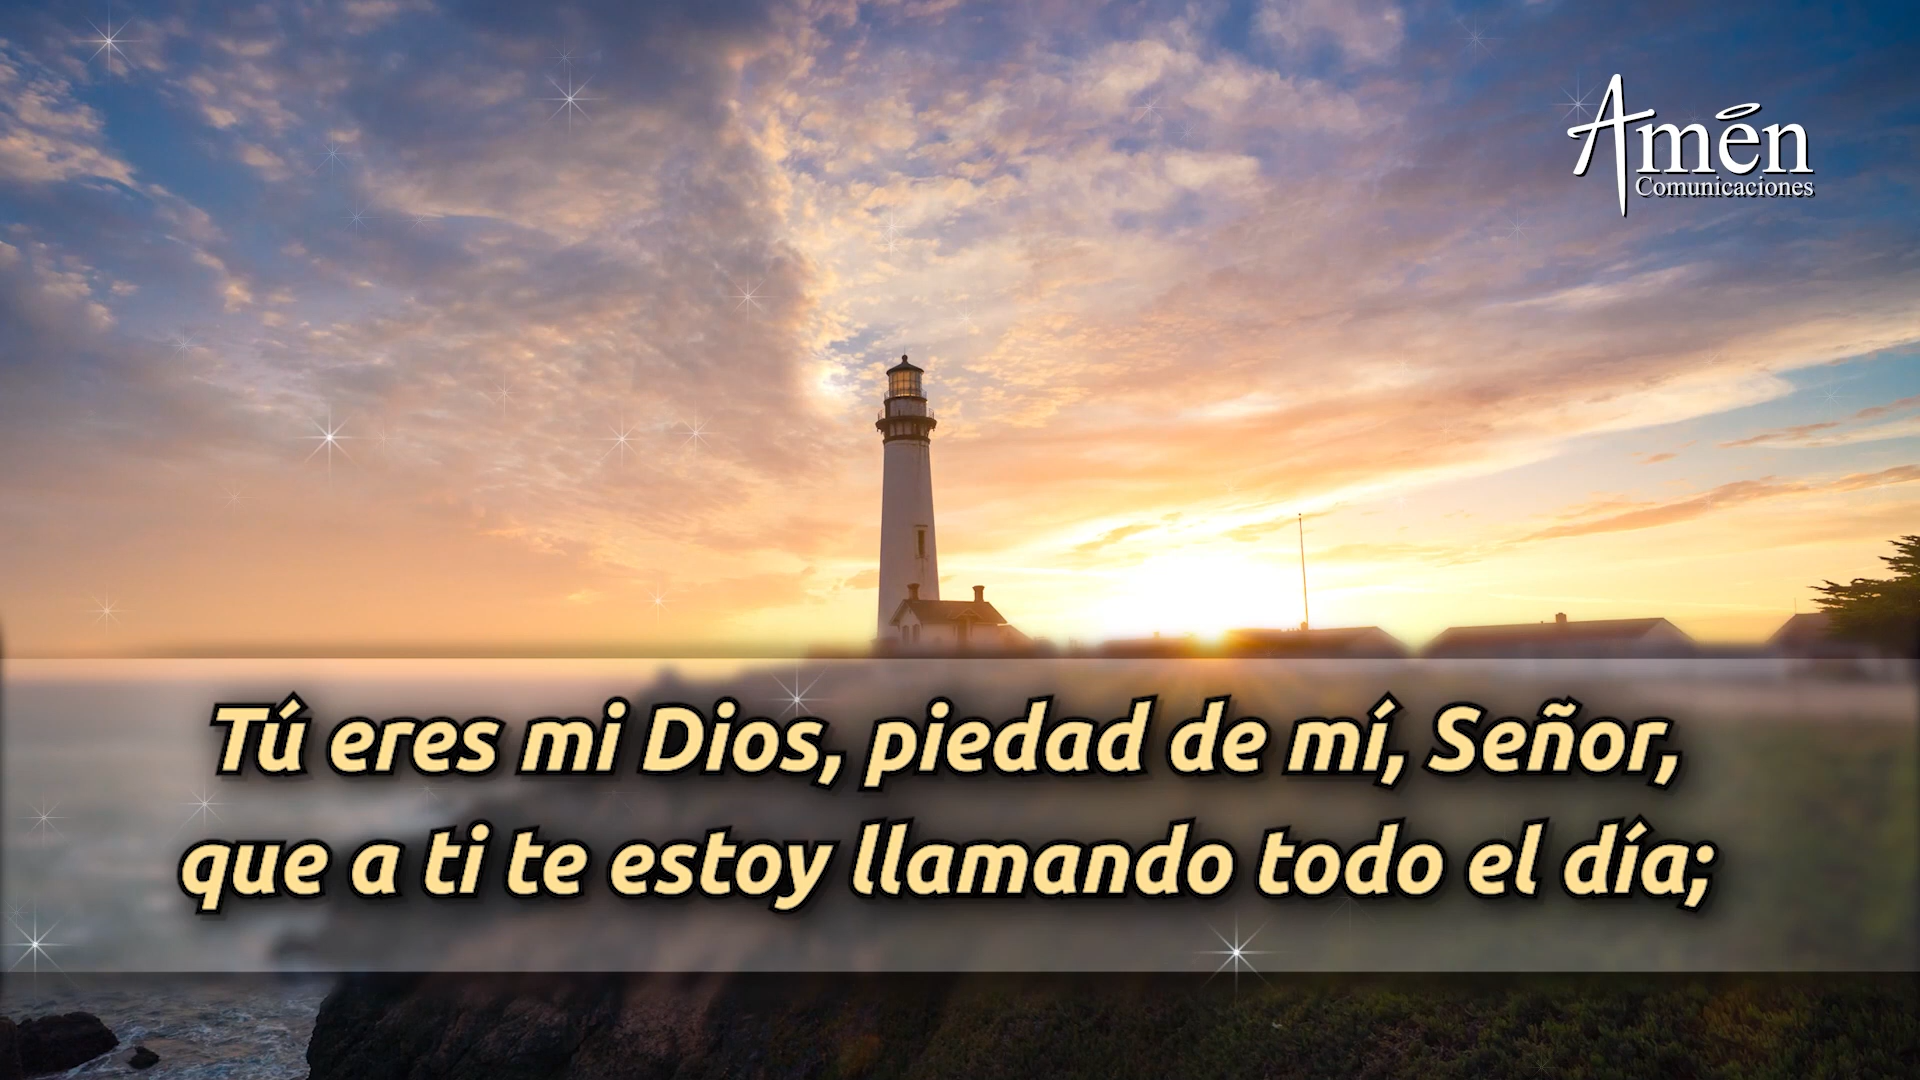 Amén
Comunicaciones
Tú eres mi Dios, piedad de mí, Señor,
que a ti te estoy llamando todo el día;